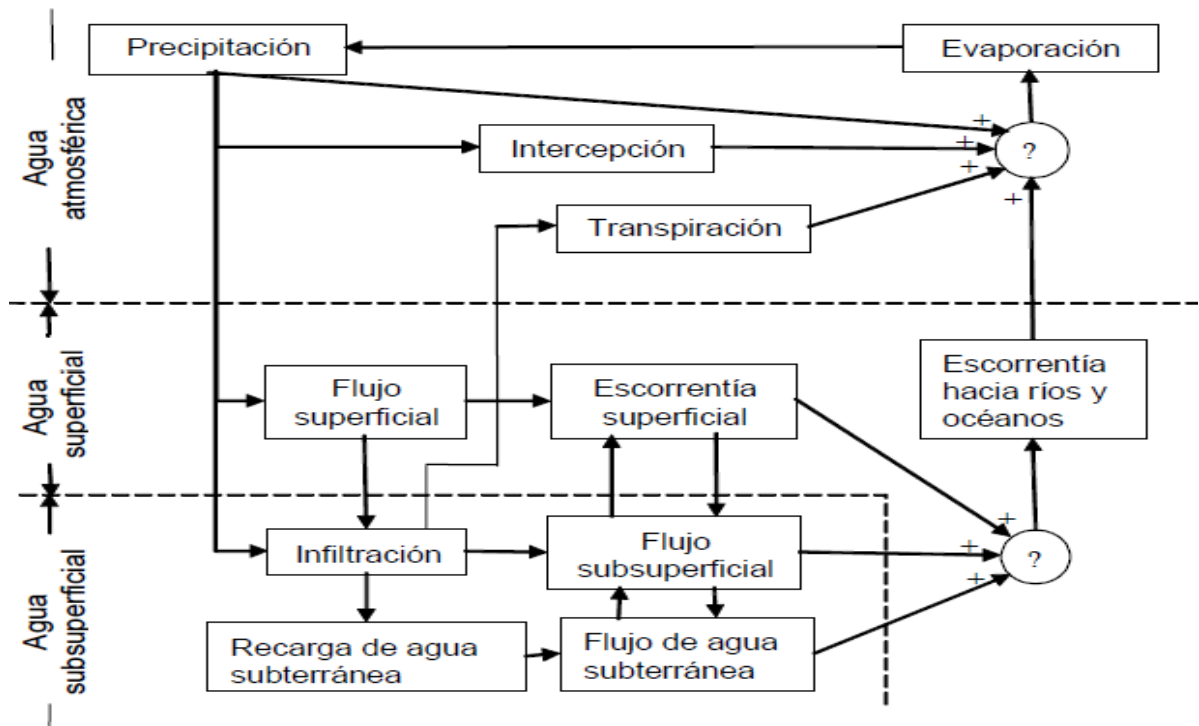 Precipitación
Evaporación
+
+
?
Intercepción
+
+
Transpiración
Agua
atmosférica
Flujo
superficial
Escorrentía
superficial
Escorrentía
hacia ríos y
océanos
Agua
superficial
+
Infiltración
Flujo
subsuperficial
+
?
+
Recarga de agua
subterránea
Flujo de agua
subterránea
Agua
subsuperficial